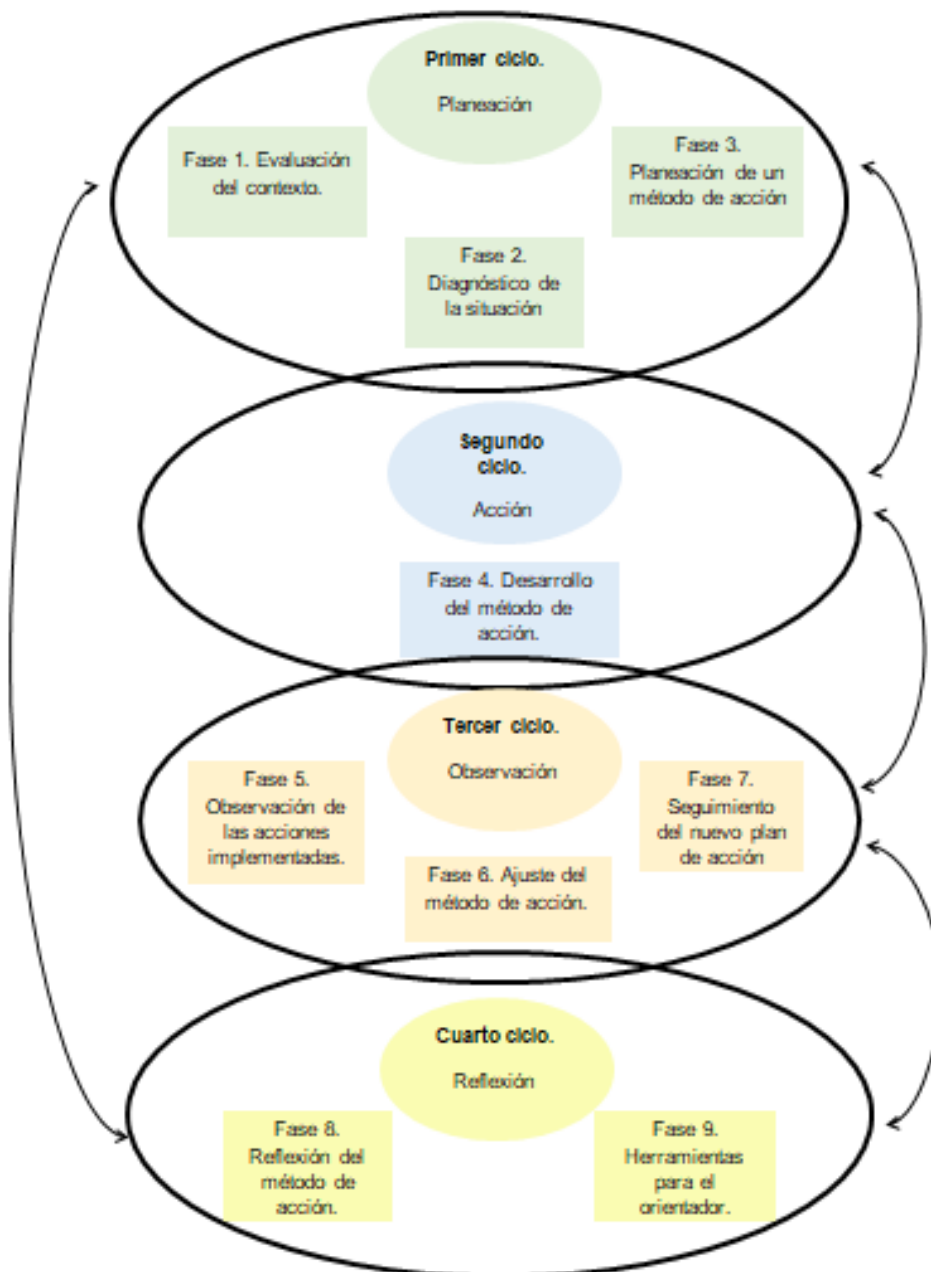 Primer ciclo.
Planeación
Fase 1. Evaluación
del contexto.
Fase 2.
Diagnóstico de
la situación
Fase 3.
Planeación de un
método de acción
Segundo
ciclo.
Acción
Fase 4. Desarrollo
del método de
acción.
Tercer ciclo.
Observación
Fase 5.
Observación de
las acciones
implementadas.
Fase 6. Ajuste del
método de acción.
Fase 7.
Seguimiento
del nuevo plan
de acción
Cuarto ciclo.
Reflexión
Fase 8.
Reflexión del
método de
acción.
Fase 9.
Herramientas
para el
orientador.